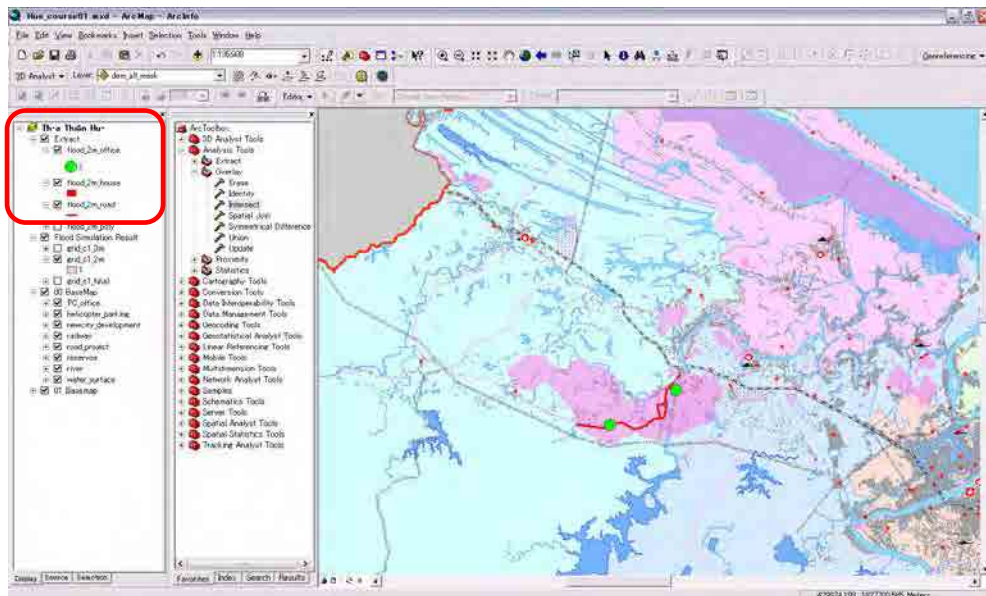 Hue_course01.mxd - ArcMap - ArcInfo
File Edit View Bookmarks Insert Selection Tools Window Help
Georeferencing
3D Analyst Layer: dem_alt_mask
Editor
Extract
flood_2m_office
1
flood_2m_house
flood_2m_road
flood_2m_poly
Flood Simulation Result
grid_c1_0m
grid_c1_2m
1
00 BaseMap
PC_office
helicopter_parking
newcity_development
railway
road_project
reservoe
river
water_surface
01 Basemap
Display Source Selection
ArcToolbox
3D Analyst Tools
Analysis Tools
Extract
Overlay
Erase
Identity
Intersect
Spatial Join
Symmetrical Difference
Union
Update
Proximity
Statistics
Cartography Tools
Conversion Tools
Data Interoperability Tools
Data Management Tools
Geocoding Tools
Geostatistical Analyst Tools
Linear Referencing Tools
Mobile Tools
Multidimension Tools
Network Analyst Tools
Samples
Schematics Tools
Server Tools
Spatial Analyst Tools
Spatial Statistics Tools
Tracking Analyst Tools
Favorites Index Search Results
Meters